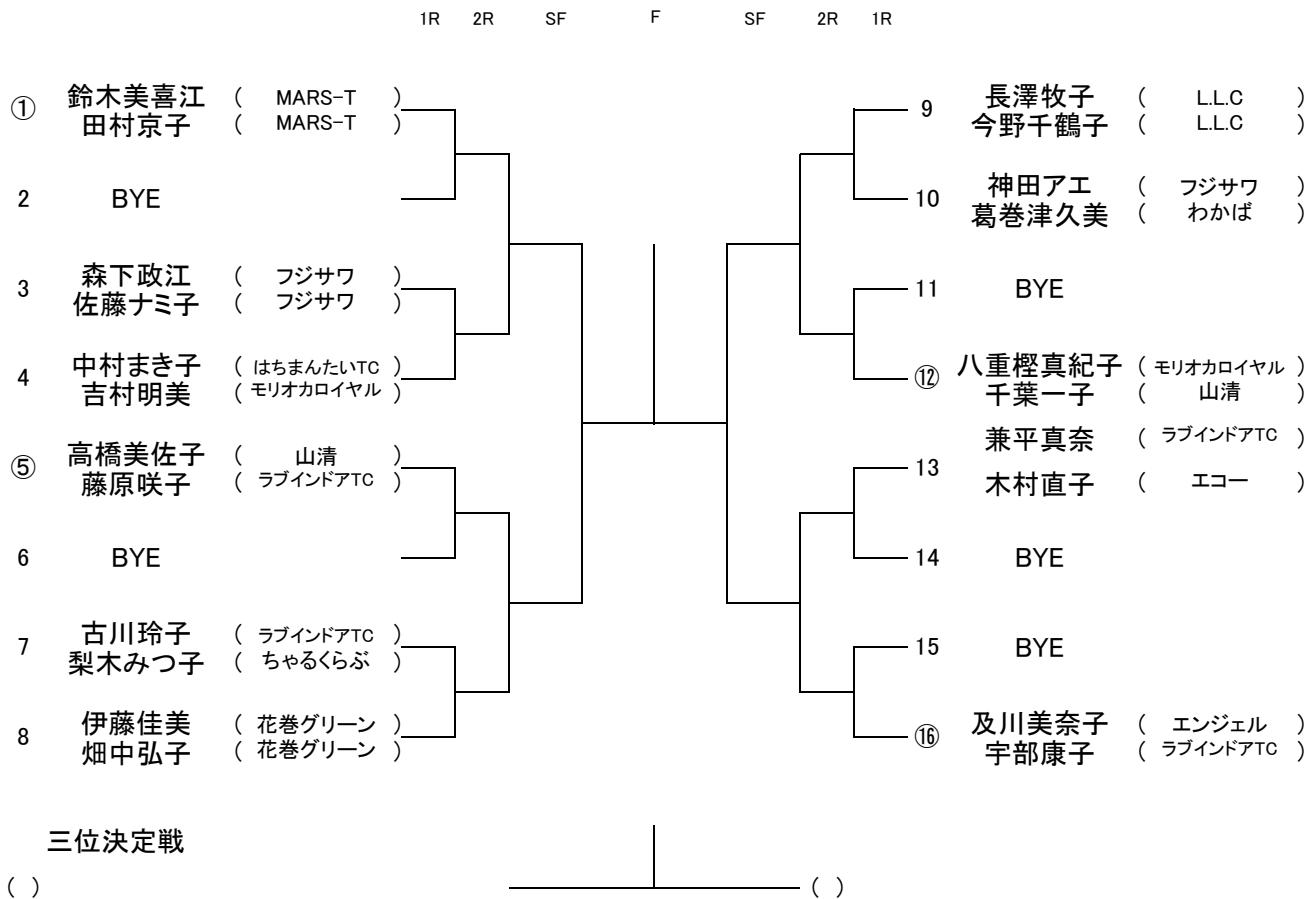 1R 2R SF F SF 2R 1R
① 鈴木美喜江 ( MARS-T )
田村京子 ( MARS-T )
2 BYE
3 森下政江 ( フジサワ )
佐藤ナミ子 ( フジサワ )
4 中村まき子 ( はちまんたいTC )
吉村明美 ( モリオカロイヤル )
⑤ 高橋美佐子 ( 山清 )
藤原咲子 ( ラブインドアTC )
6 BYE
7 古川玲子 ( ラブインドアTC )
梨木みつ子 ( ちゃるくらぶ )
8 伊藤佳美 ( 花巻グリーン )
畑中弘子 ( 花巻グリーン )
9 長澤牧子 ( L.L.C )
今野千鶴子 ( L.L.C )
10 神田アエ ( フジサワ )
葛巻津久美 ( わかば )
11 BYE
⑫ 八重樫真紀子 ( モリオカロイヤル )
千葉一子 ( 山清 )
13 兼平真奈 ( ラブインドアTC )
木村直子 ( エコー )
14 BYE
15 BYE
⑯ 及川美奈子 ( エンジェル )
宇部康子 ( ラブインドアTC )
三位決定戦
( ) ( )